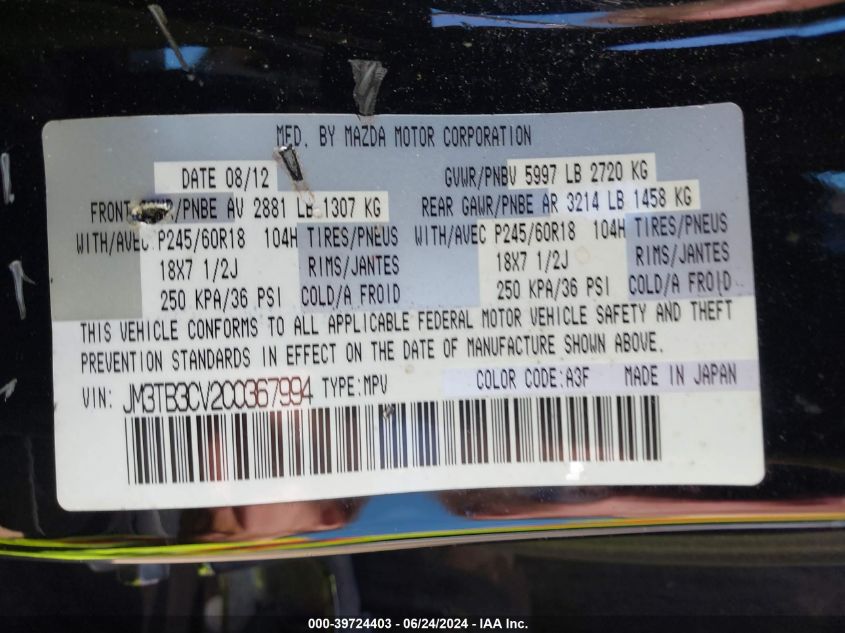 MFD. BY MAZDA MOTOR CORPORATION
DATE 08/12 GVWR/PNBV 5997 LB 2720 KG
FRONT GAWR/PNBE AV 2881 LB 1307 KG REAR GAWR/PNBE AR 3214 LB 1458 KG
WITH/AVEC P245/60R18 104H TIRES/PNEUS WITH/AVEC P245/60R18 104H TIRES/PNEUS
18X7 1/2J RIMS/JANTES 18X7 1/2J RIMS/JANTES
250 KPA/36 PSI COLD/A FROID 250 KPA/36 PSI COLD/A FROID
THIS VEHICLE CONFORMS TO ALL APPLICABLE FEDERAL MOTOR VEHICLE SAFETY AND THEFT
PREVENTION STANDARDS IN EFFECT ON THE DATE OF MANUFACTURE SHOWN ABOVE.
VIN: JM3TB3CV2C0367994 TYPE:MPV COLOR CODE:A3F MADE IN JAPAN
000-39724403 - 06/24/2024 - IAA Inc.